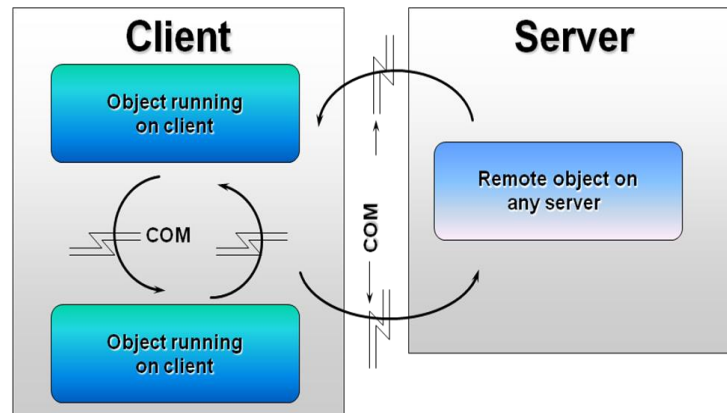 Client
Server
Object running
on client
Remote object on
any server
COM
COM
Object running
on client